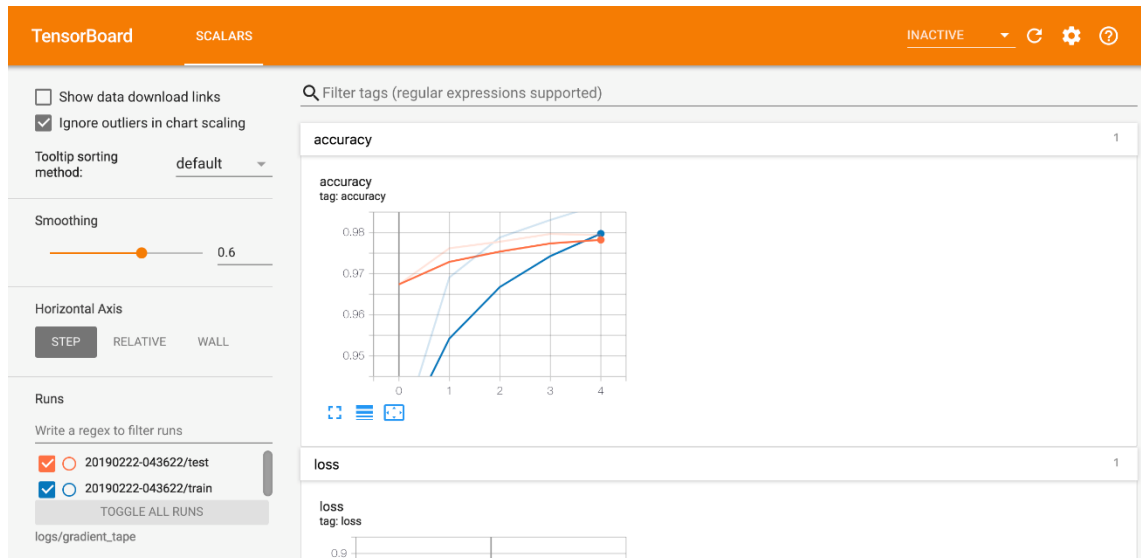 TensorBoard SCALARS INACTIVE
Show data download links
Ignore outliers in chart scaling
Tooltip sorting
method:
default
Smoothing
0.6
Horizontal Axis
STEP RELATIVE WALL
Runs
Write a regex to filter runs
20190222-043622/test
20190222-043622/train
TOGGLE ALL RUNS
logs/gradient_tape
Filter tags (regular expressions supported)
accuracy 1
accuracy
tag: accuracy
0.98
0.97
0.96
0.95
0 1 2 3 4
loss 1
loss
tag: loss
0.9